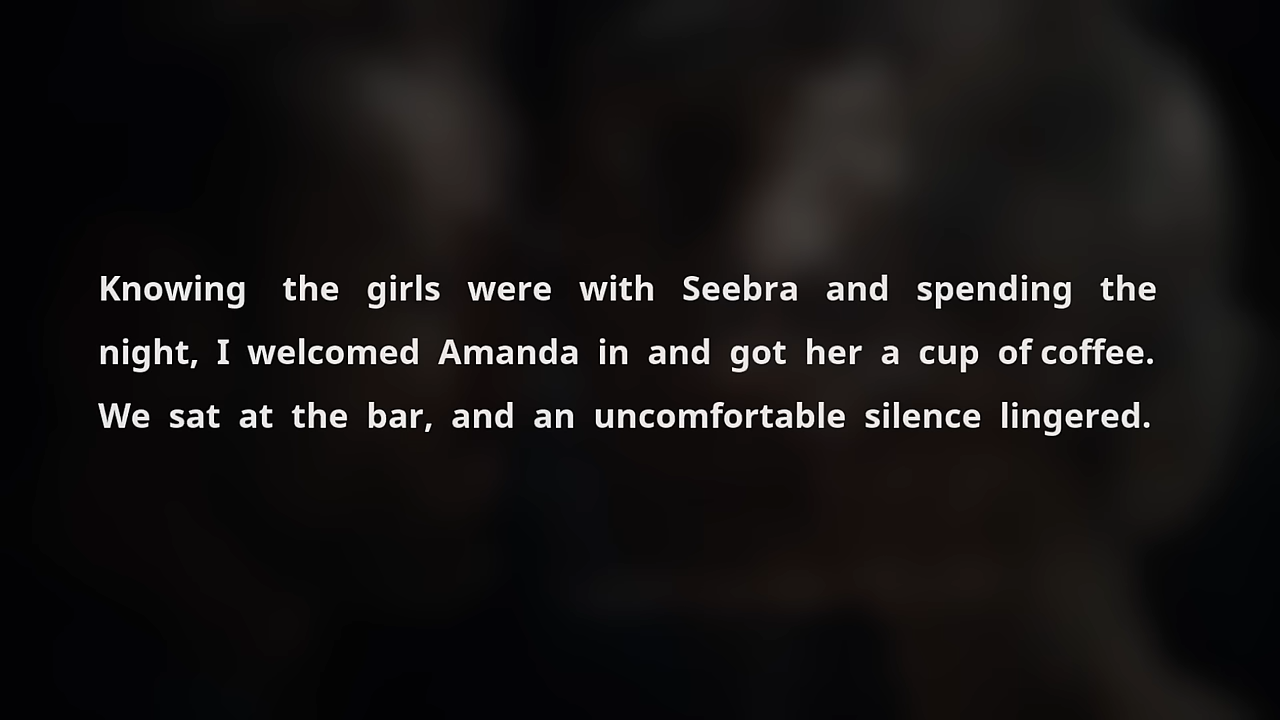 Knowing the girls were with Seebra and spending the
night, I welcomed Amanda in and got her a cup of coffee.
We sat at the bar, and an uncomfortable silence lingered.